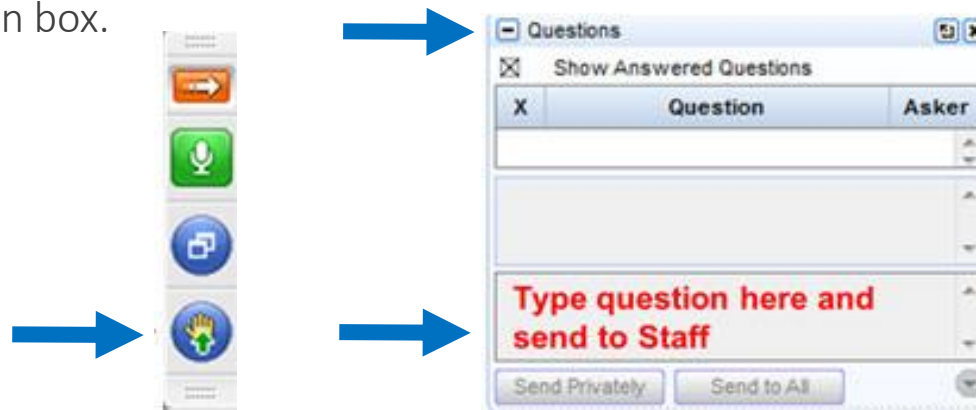 n box.
Questions
Show Answered Questions
X Question Asker
Type question here and
send to Staff
Send Privately Send to All